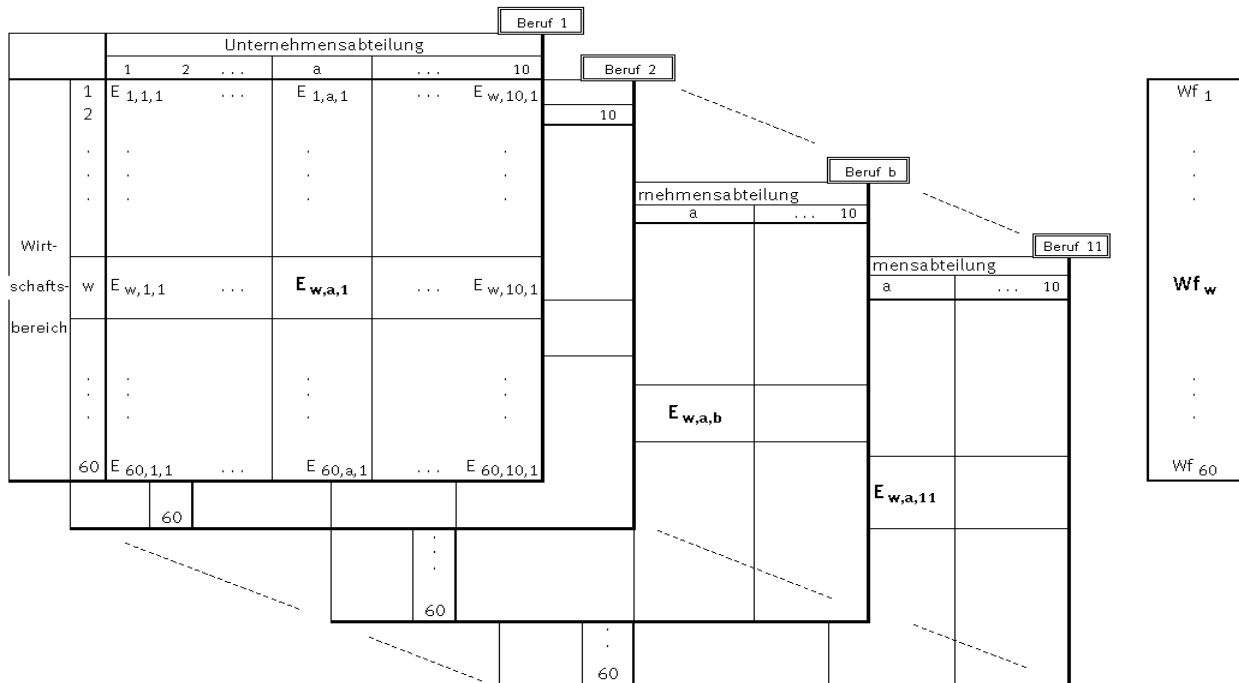 Beruf 1
Unternehmensabteilung
1 2 ... a ... 10
Beruf 2
10
1 E 1,1,1 ... E 1,a,1 ... E w,10,1
2
Wf 1
. . . .
. . . .
. . . .
Beruf b
rnehmensabteilung
a ... 10
Beruf 11
mensabteilung
a ... 10
Wirt-
schafts-
bereich
w E w,1,1 ... E w,a,1 ... E w,10,1
Wf w
. . . .
. . . .
. . . .
E w,a,b
60 E 60,1,1 ... E 60,a,1 ... E 60,10,1
Wf 60
E w,a,11
60
.
.
.
60
.
.
60